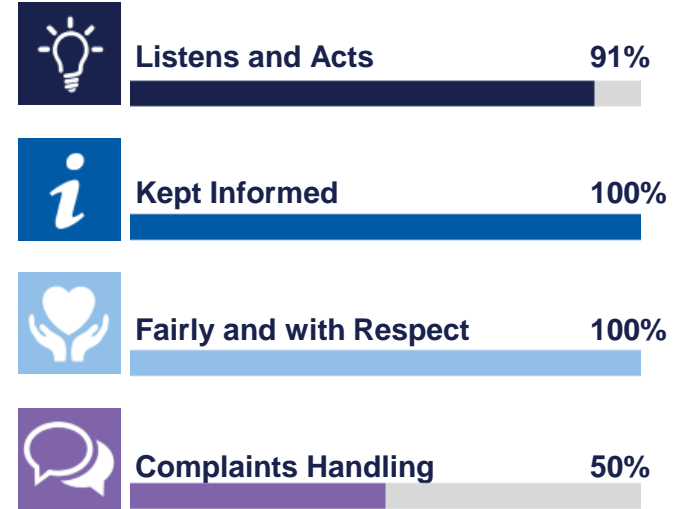 Listens and Acts 91%
Kept Informed 100%
Fairly and with Respect 100%
Complaints Handling 50%